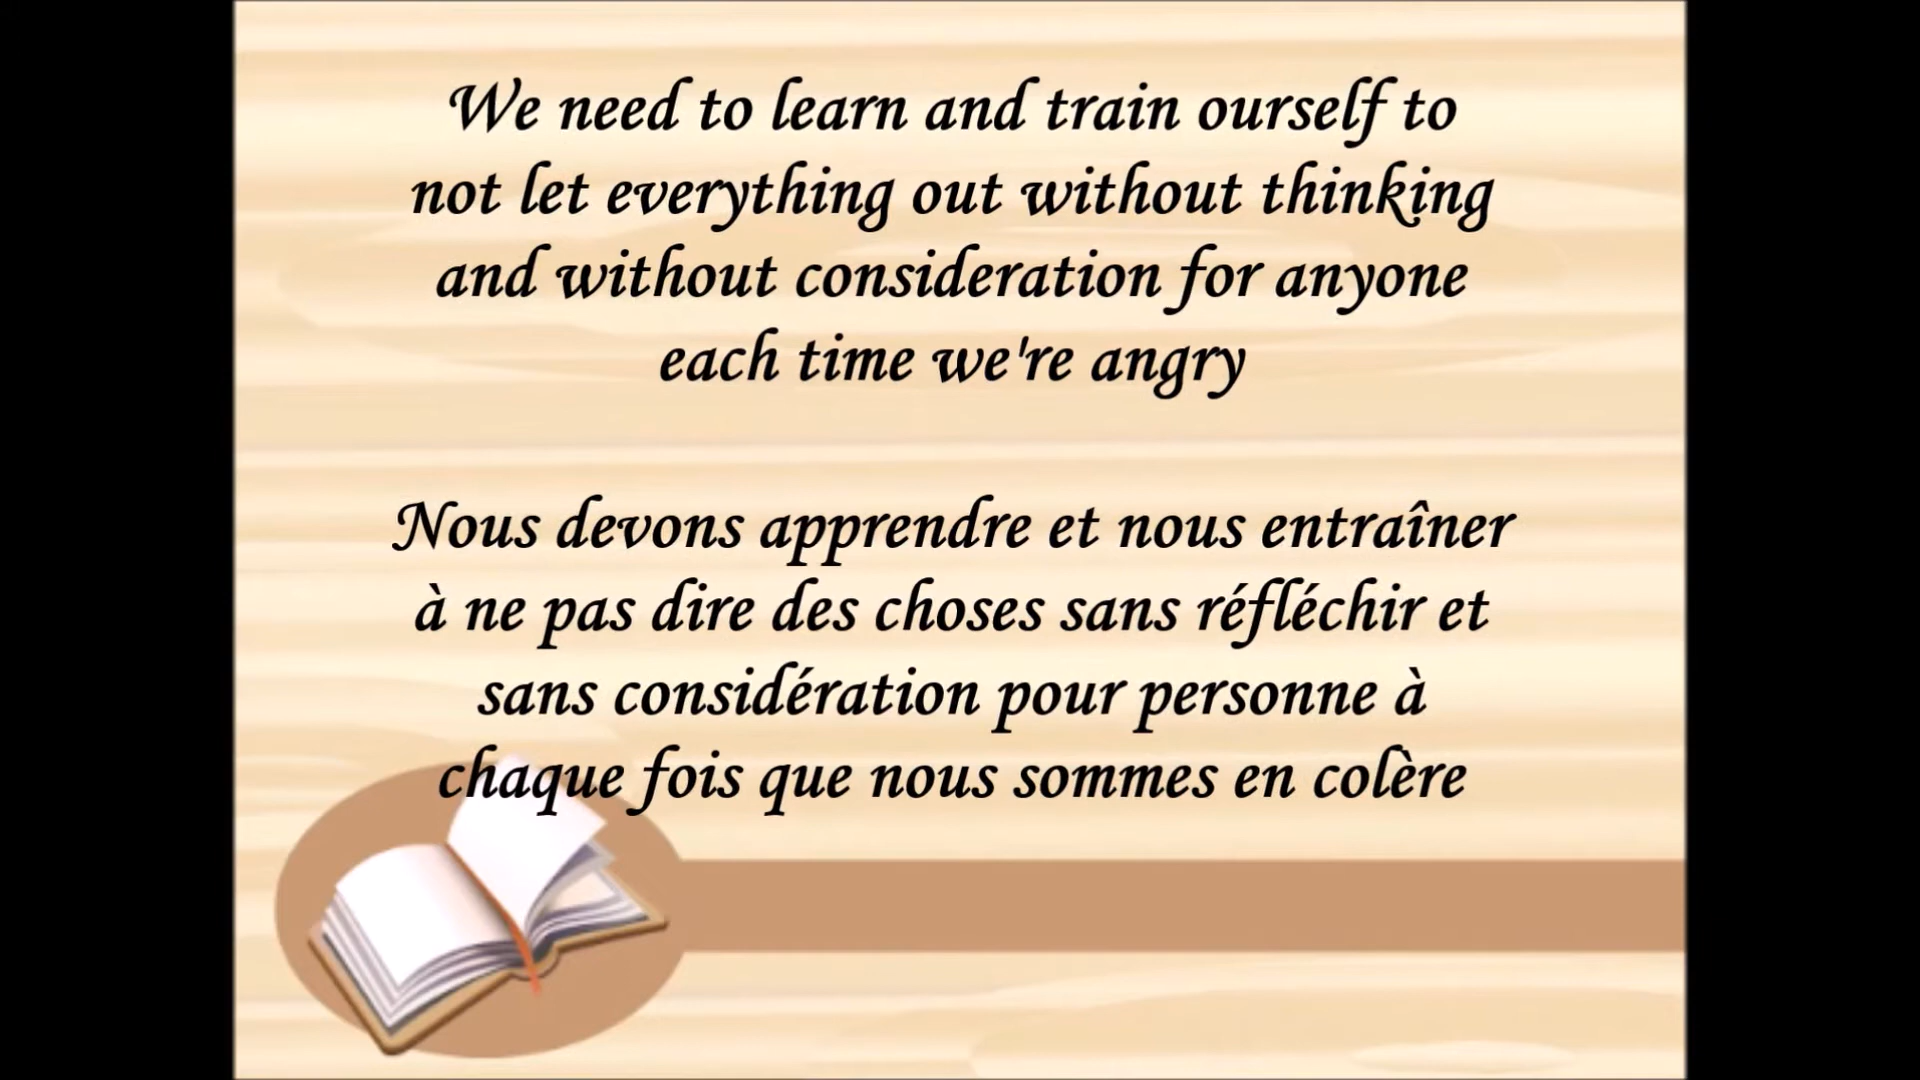 We need to learn and train ourself to
not let everything out without thinking
and without consideration for anyone
each time we're angry
Nous devons apprendre et nous entraîner
à ne pas dire des choses sans réfléchir et
sans considération pour personne à
chaque fois que nous sommes en colère